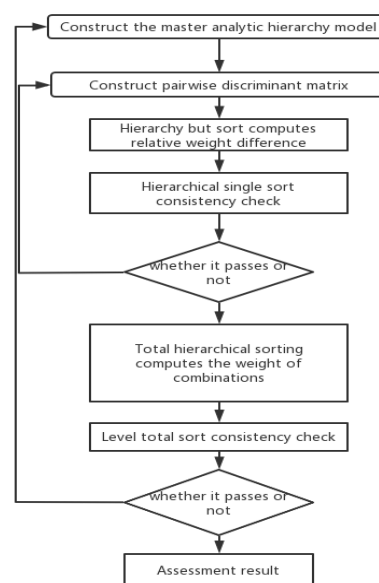 Construct the master analytic hierarchy model
Construct pairwise discriminant matrix
Hierarchy but sort computes
relative weight difference
Hierarchical single sort
consistency check
whether it passes or
not
Total hierarchical sorting
computes the weight of
combinations
Level total sort consistency check
whether it passes or
not
Assessment result